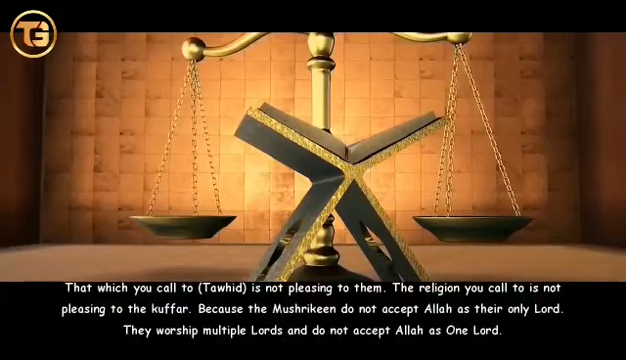 TG
That which you call to (Tawhid) is not pleasing to them. The religion you call to is not
pleasing to the kuffar. Because the Mushrikeen do not accept Allah as their only Lord.
They worship multiple Lords and do not accept Allah as One Lord.